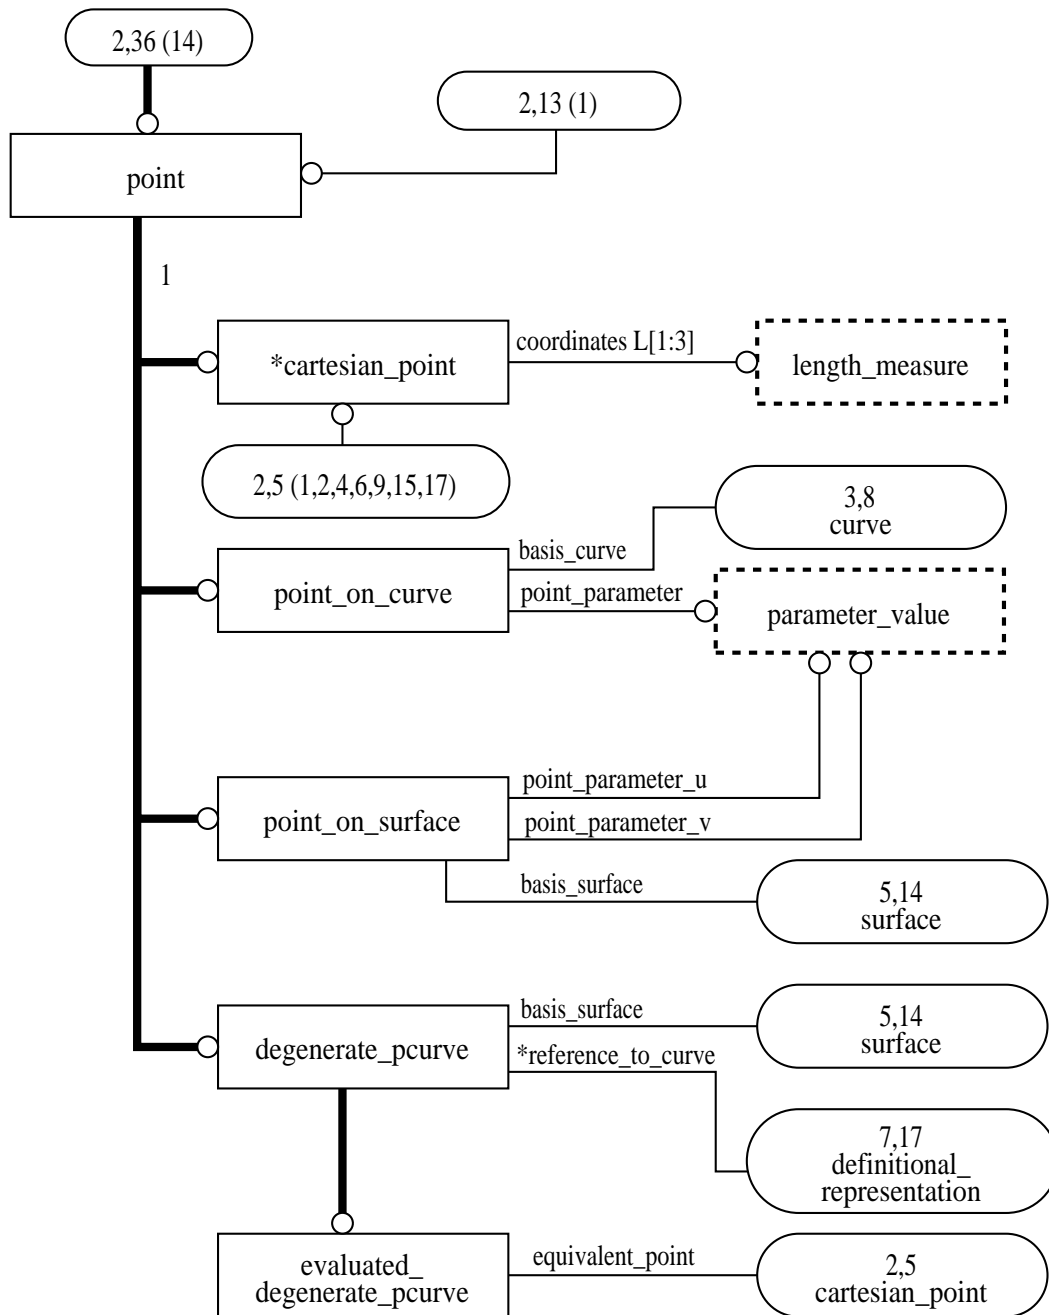 2,36 (14)
2,13 (1)
point
1
*cartesian_point
coordinates L[1:3]
length_measure
2,5 (1,2,4,6,9,15,17)
3,8
curve
basis_curve
point_on_curve
point_parameter
parameter_value
point_parameter_u
point_on_surface
point_parameter_v
basis_surface
5,14
surface
basis_surface
5,14
surface
degenerate_pcurve
*reference_to_curve
7,17
definitional_
representation
evaluated_
degenerate_pcurve
equivalent_point
2,5
cartesian_point